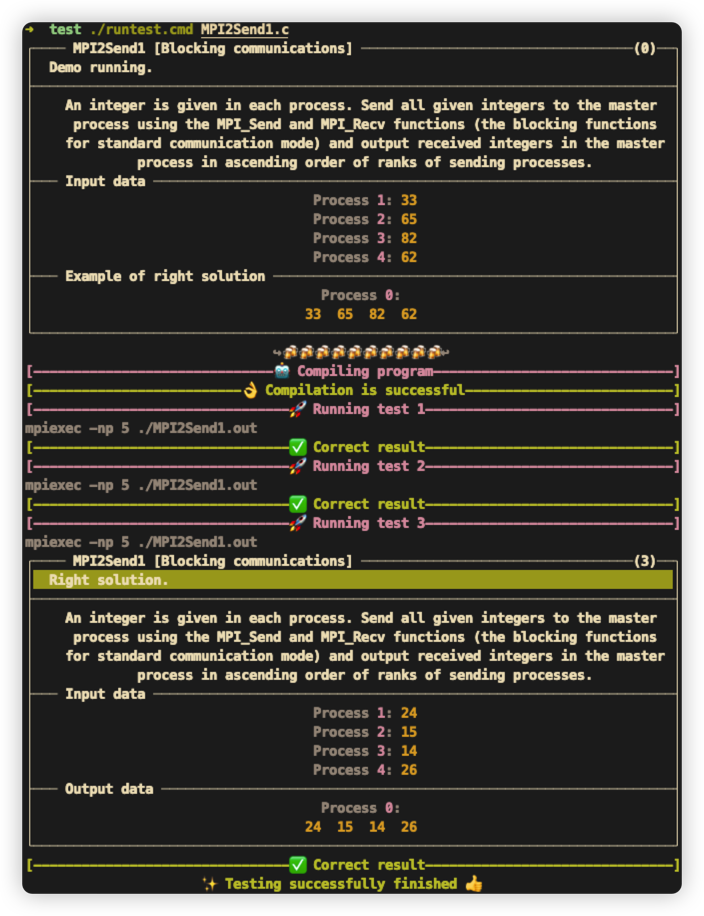 → test ./runtest.cmd MPI2Send1.c
MPI2Send1 [Blocking communications] (0)
Demo running.
An integer is given in each process. Send all given integers to the master
process using the MPI_Send and MPI_Recv functions (the blocking functions
for standard communication mode) and output received integers in the master
process in ascending order of ranks of sending processes.
Input data
Process 1: 33
Process 2: 65
Process 3: 82
Process 4: 62
Example of right solution
Process 0:
33 65 82 62
[🤖 Compiling program]
[👌 Compilation is successful]
[🚀 Running test 1]
mpiexec -np 5 ./MPI2Send1.out
[✅ Correct result]
[🚀 Running test 2]
mpiexec -np 5 ./MPI2Send1.out
[✅ Correct result]
[🚀 Running test 3]
mpiexec -np 5 ./MPI2Send1.out
MPI2Send1 [Blocking communications] (3)
Right solution.
An integer is given in each process. Send all given integers to the master
process using the MPI_Send and MPI_Recv functions (the blocking functions
for standard communication mode) and output received integers in the master
process in ascending order of ranks of sending processes.
Input data
Process 1: 24
Process 2: 15
Process 3: 14
Process 4: 26
Output data
Process 0:
24 15 14 26
[✅ Correct result]
✨ Testing successfully finished 👍